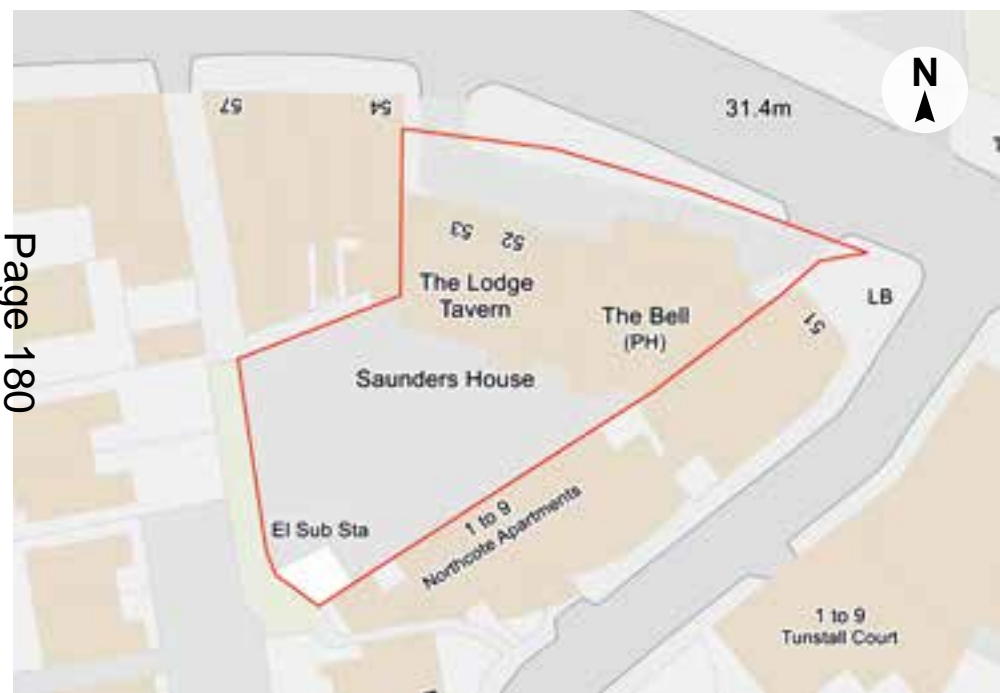 Page 180
N
57
54
31.4m
53
52
The Lodge
Tavern
The Bell
(PH)
LB
51
Saunders House
El Sub Sta
1 to 9
Northcote Apartments
1 to 9
Tunstall Court